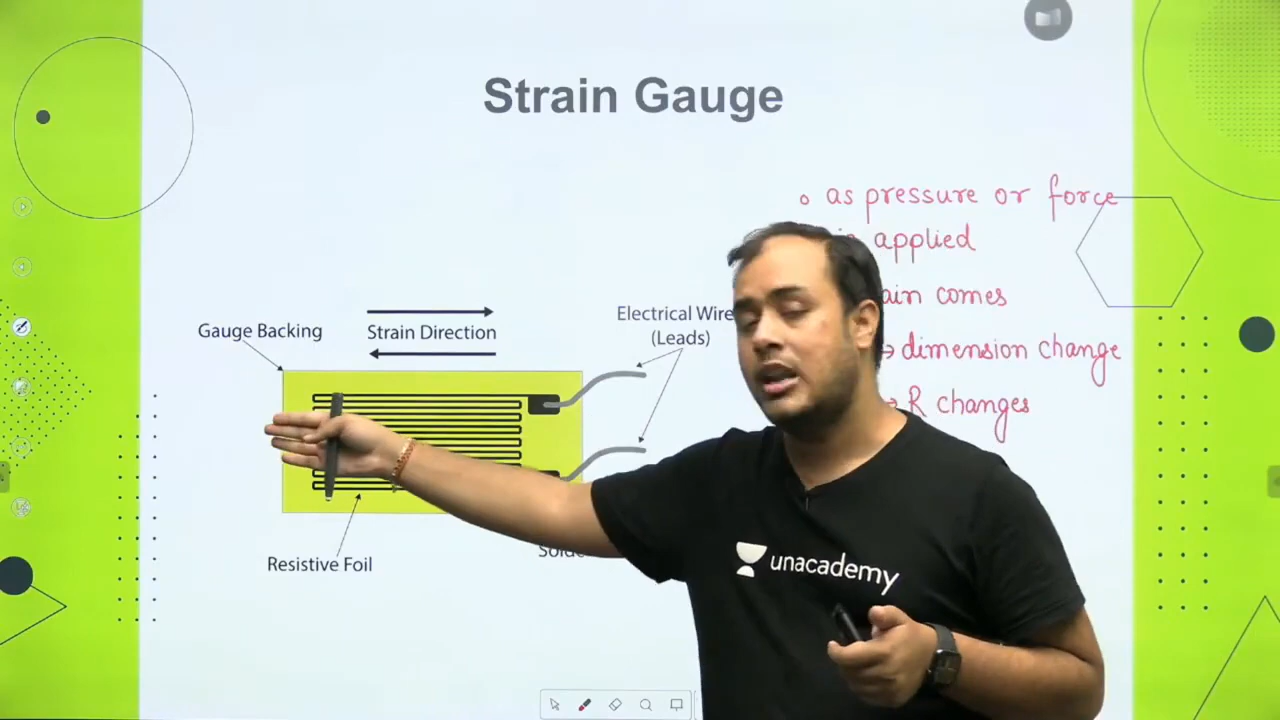 Strain Gauge
as pressure or force
applied
comes
dimension change
R changes
Gauge Backing
Strain Direction
Electrical Wire
(Leads)
Resistive Foil
unacademy